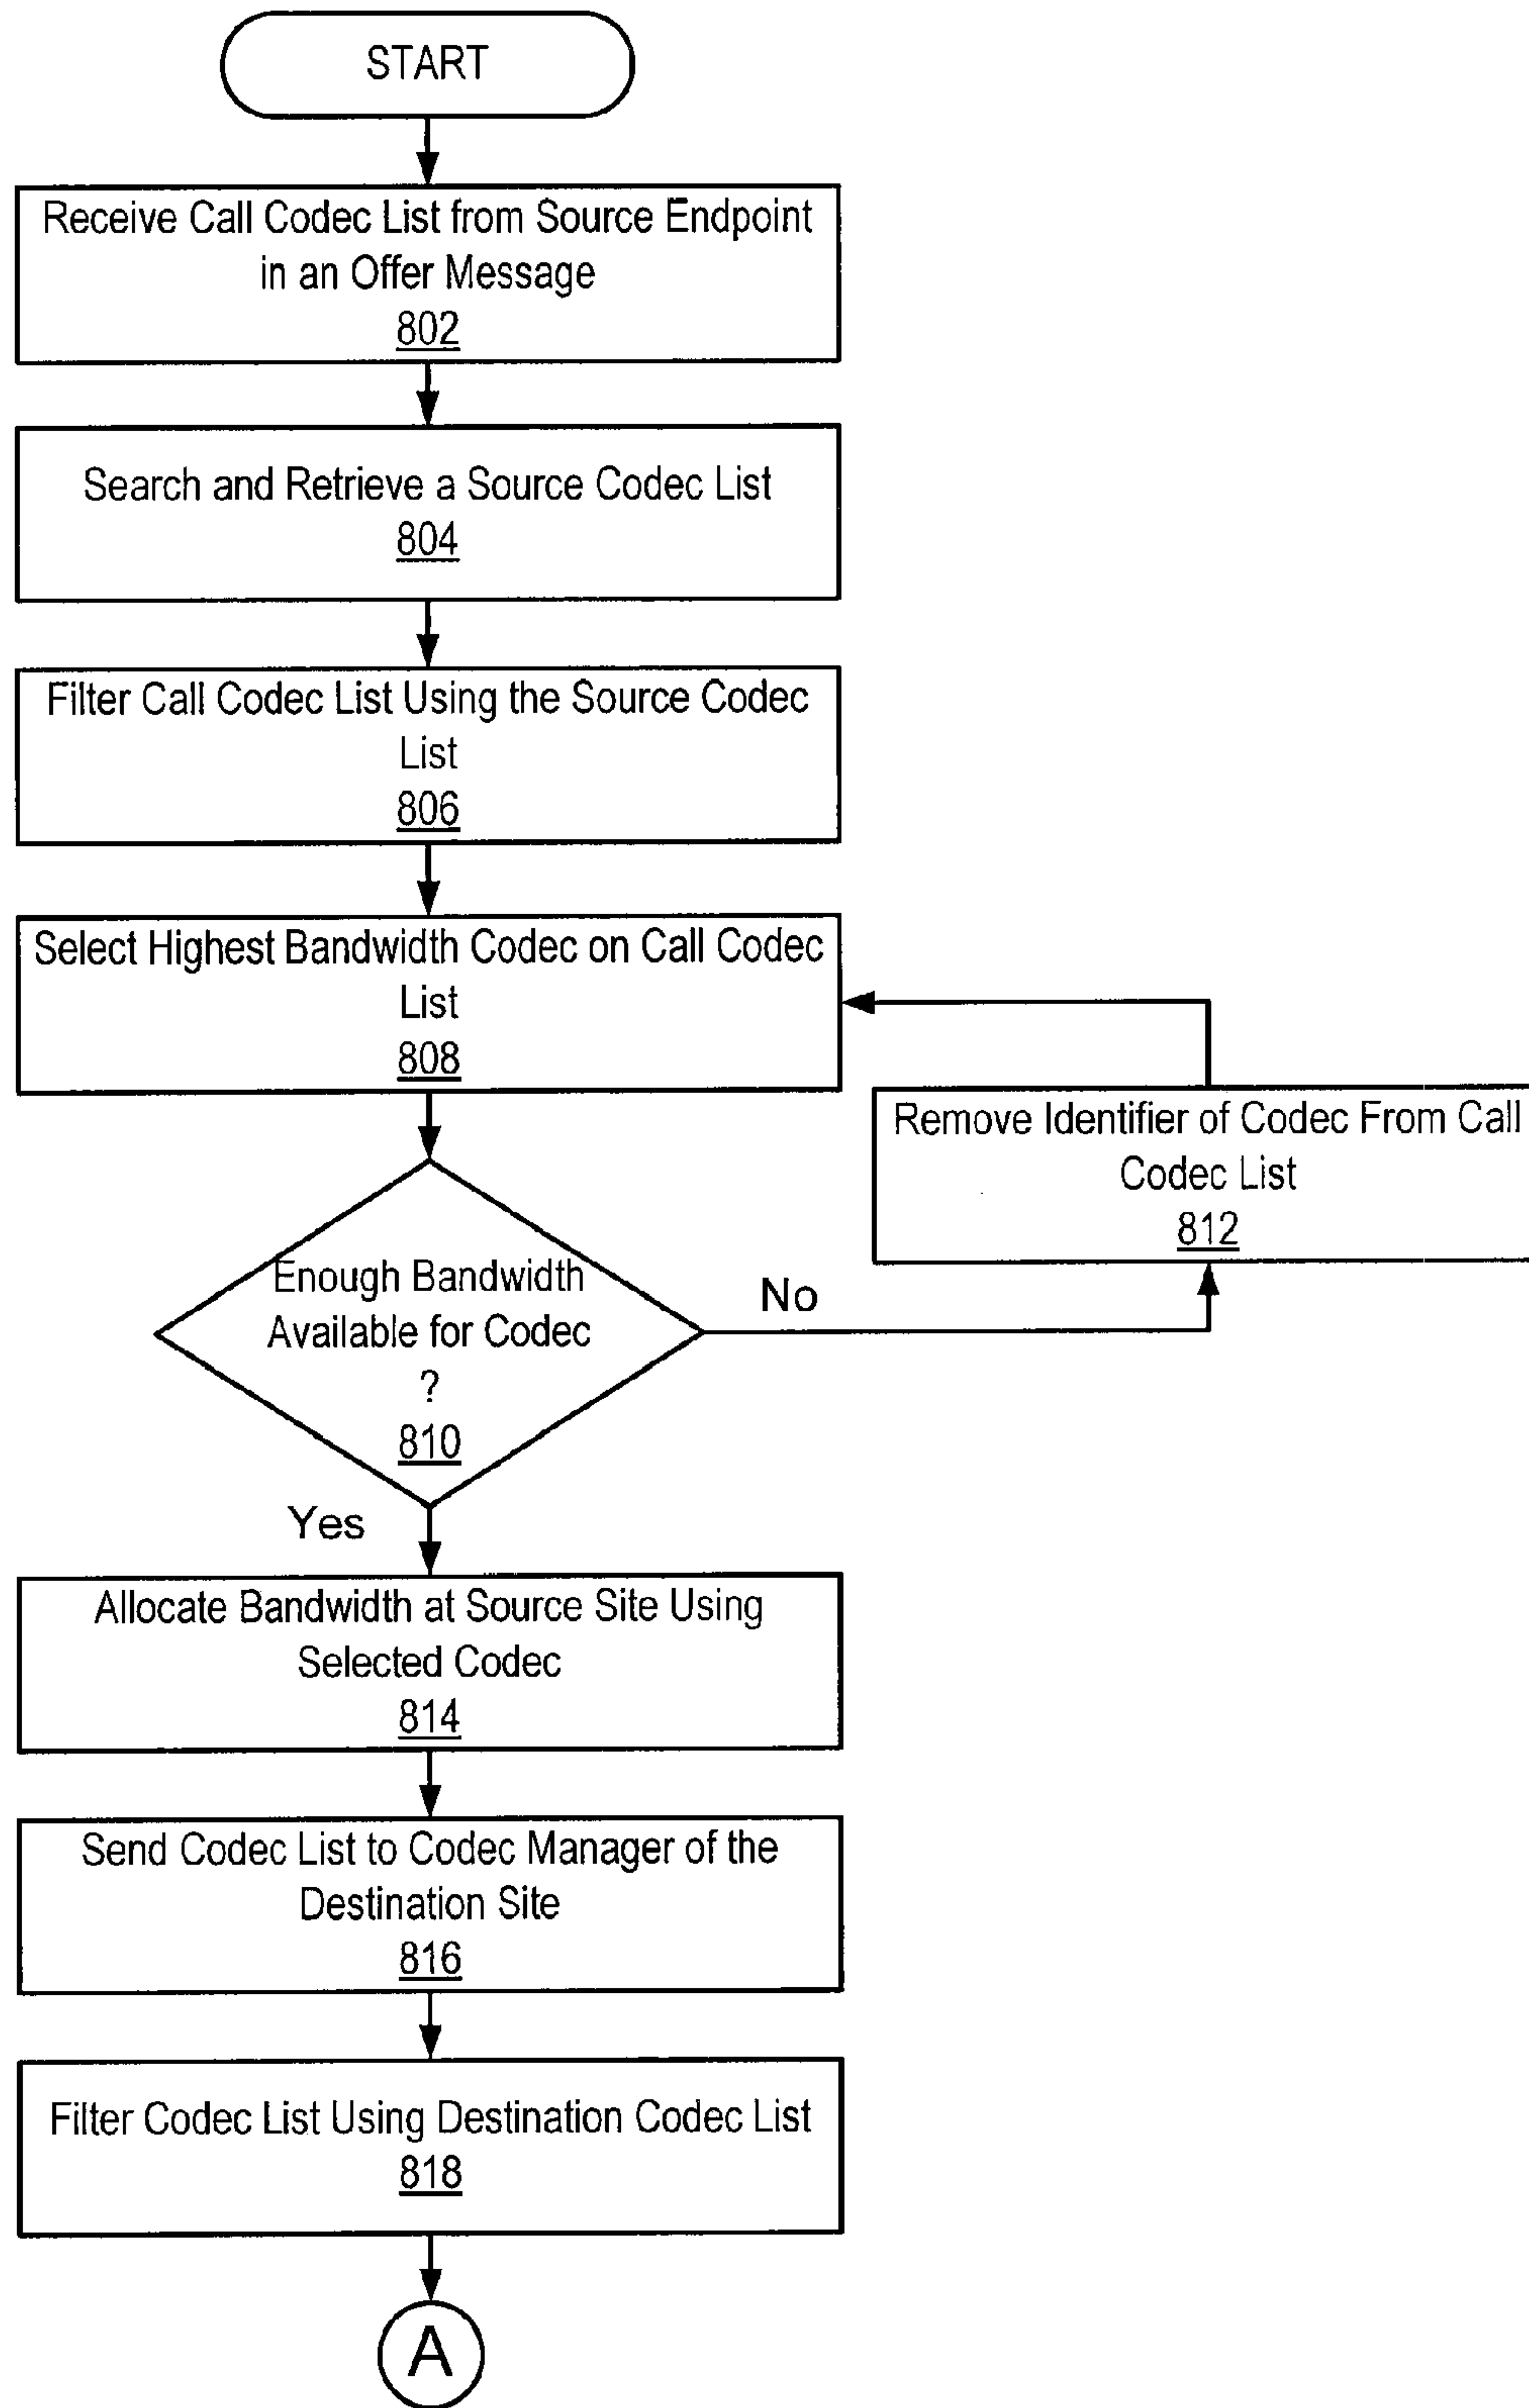 START
Receive Call Codec List from Source Endpoint
in an Offer Message
802
Search and Retrieve a Source Codec List
804
Filter Call Codec List Using the Source Codec
List
806
Select Highest Bandwidth Codec on Call Codec
List
808
Remove Identifier of Codec From Call
Codec List
812
Enough Bandwidth
Available for Codec
?
810
No
Yes
Allocate Bandwidth at Source Site Using
Selected Codec
814
Send Codec List to Codec Manager of the
Destination Site
816
Filter Codec List Using Destination Codec List
818
A